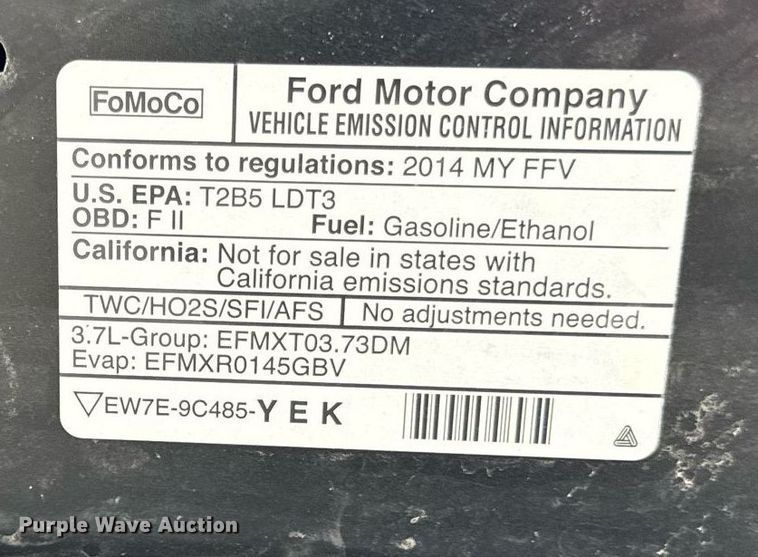 FoMoCo
Ford Motor Company
VEHICLE EMISSION CONTROL INFORMATION
Conforms to regulations: 2014 MY FFV
U.S. EPA: T2B5 LDT3
OBD: F II Fuel: Gasoline/Ethanol
California: Not for sale in states with
California emissions standards.
TWC/HO2S/SFI/AFS No adjustments needed.
3.7L-Group: EFMXT03.73DM
Evap: EFMXR0145GBV
EW7E-9C485-YEK
Purple Wave Auction